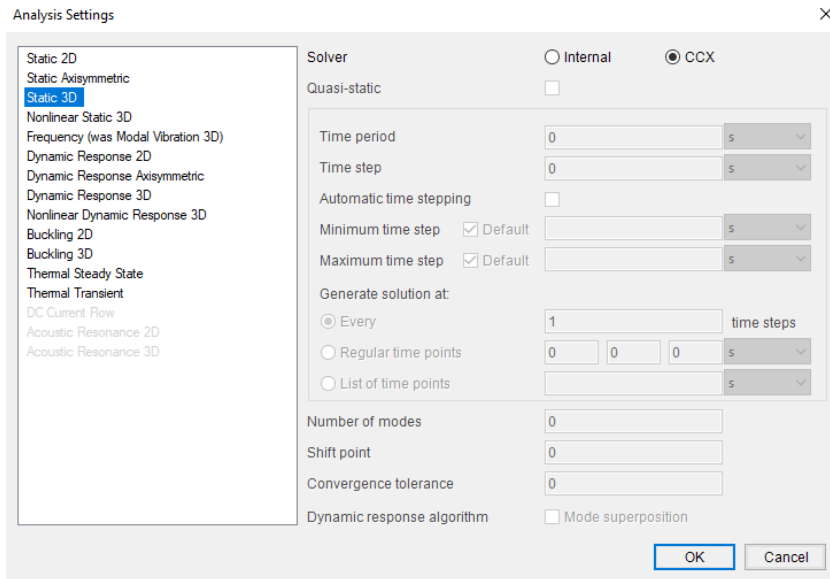 Analysis Settings
Static 2D
Static Axisymmetric
Static 3D
Nonlinear Static 3D
Frequency (was Modal Vibration 3D)
Dynamic Response 2D
Dynamic Response Axisymmetric
Dynamic Response 3D
Nonlinear Dynamic Response 3D
Buckling 2D
Buckling 3D
Thermal Steady State
Thermal Transient
DC Current Flow
Acoustic Resonance 2D
Acoustic Resonance 3D
Solver Internal CCX
Quasi-static
Time period 0 s
Time step 0 s
Automatic time stepping
Minimum time step Default s
Maximum time step Default s
Generate solution at:
Every 1 time steps
Regular time points 0 0 0 s
List of time points s
Number of modes 0
Shift point 0
Convergence tolerance 0
Dynamic response algorithm Mode superposition
OK Cancel